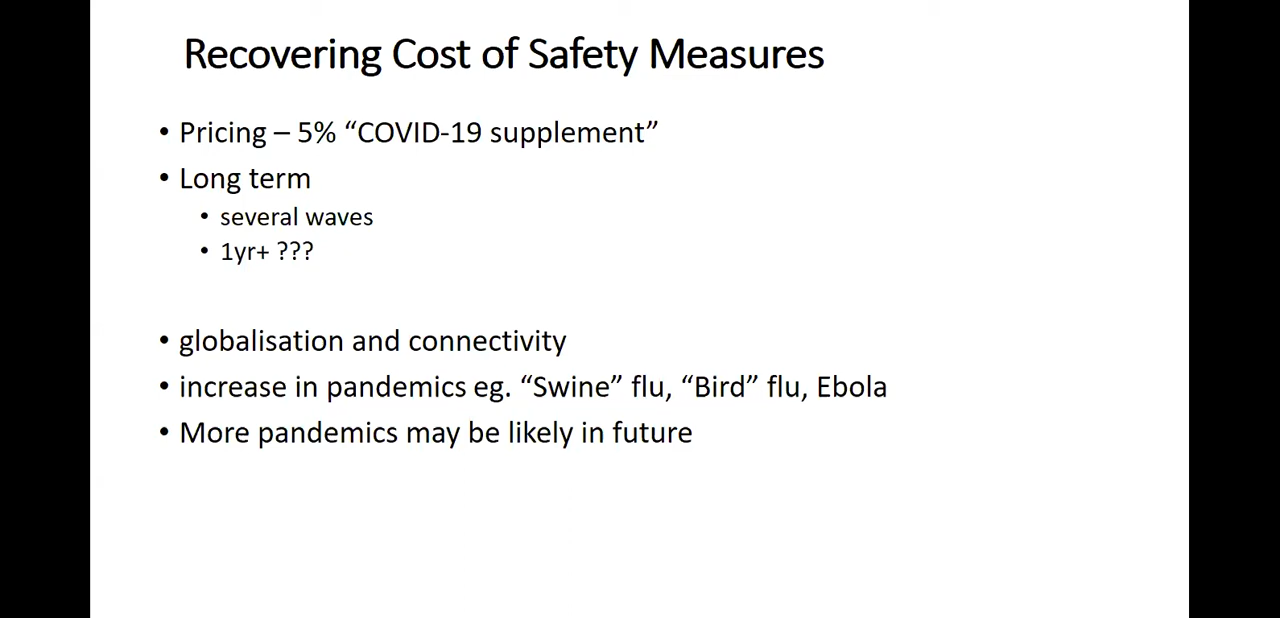 Recovering Cost of Safety Measures
• Pricing – 5% “COVID-19 supplement”
• Long term
• several waves
• 1yr+ ???
• globalisation and connectivity
• increase in pandemics eg. “Swine” flu, “Bird” flu, Ebola
• More pandemics may be likely in future